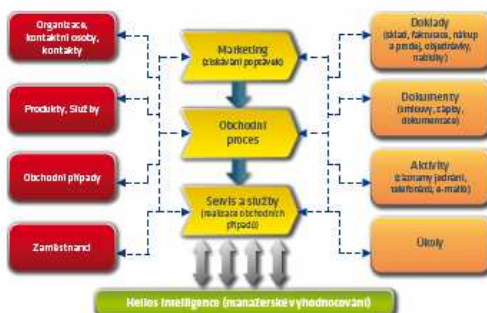 Organizace,
kontaktní osoby,
kontakty
Produkty, Služby
Obchodní případy
Zaměstnanci
Marketing
(získávání poptávek)
Obchodní
proces
Servis a služby
(realizace obchodních
případů)
Doklady
(sklad, fakturace, nákup
a prodej, objednávky,
nabídky)
Dokumenty
(smlouvy, zápisy,
dokumentace)
Aktivity
(záznamy jednání,
telefonátů, e-mailů)
Úkoly
Helios Intelligence (manažerské vyhodnocování)